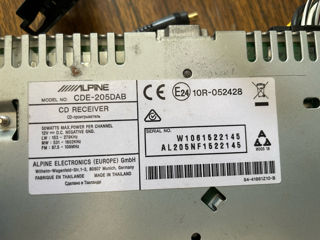 ALPINE
MODEL NO. CDE-205DAB
CD RECEIVER
CD-проигрыватель
50WATTS MAX.POWER PER CHANNEL
12V D.C. NEGATIVE GND.
LW : 153 - 279kHz
MW : 531 - 1602kHz
FM : 87.5 - 108MHz
ALPINE ELECTRONICS (EUROPE) GmbH
Wilhelm-Wagenfeld-Str.1-3, 80807 Munich, Germany
FABRIQUE EN THAILANDE MADE IN THAILAND
Сделано в Таиланде
CE
E24 10R-052428
SERIAL NO.
W1061522145
AL205NF1522145